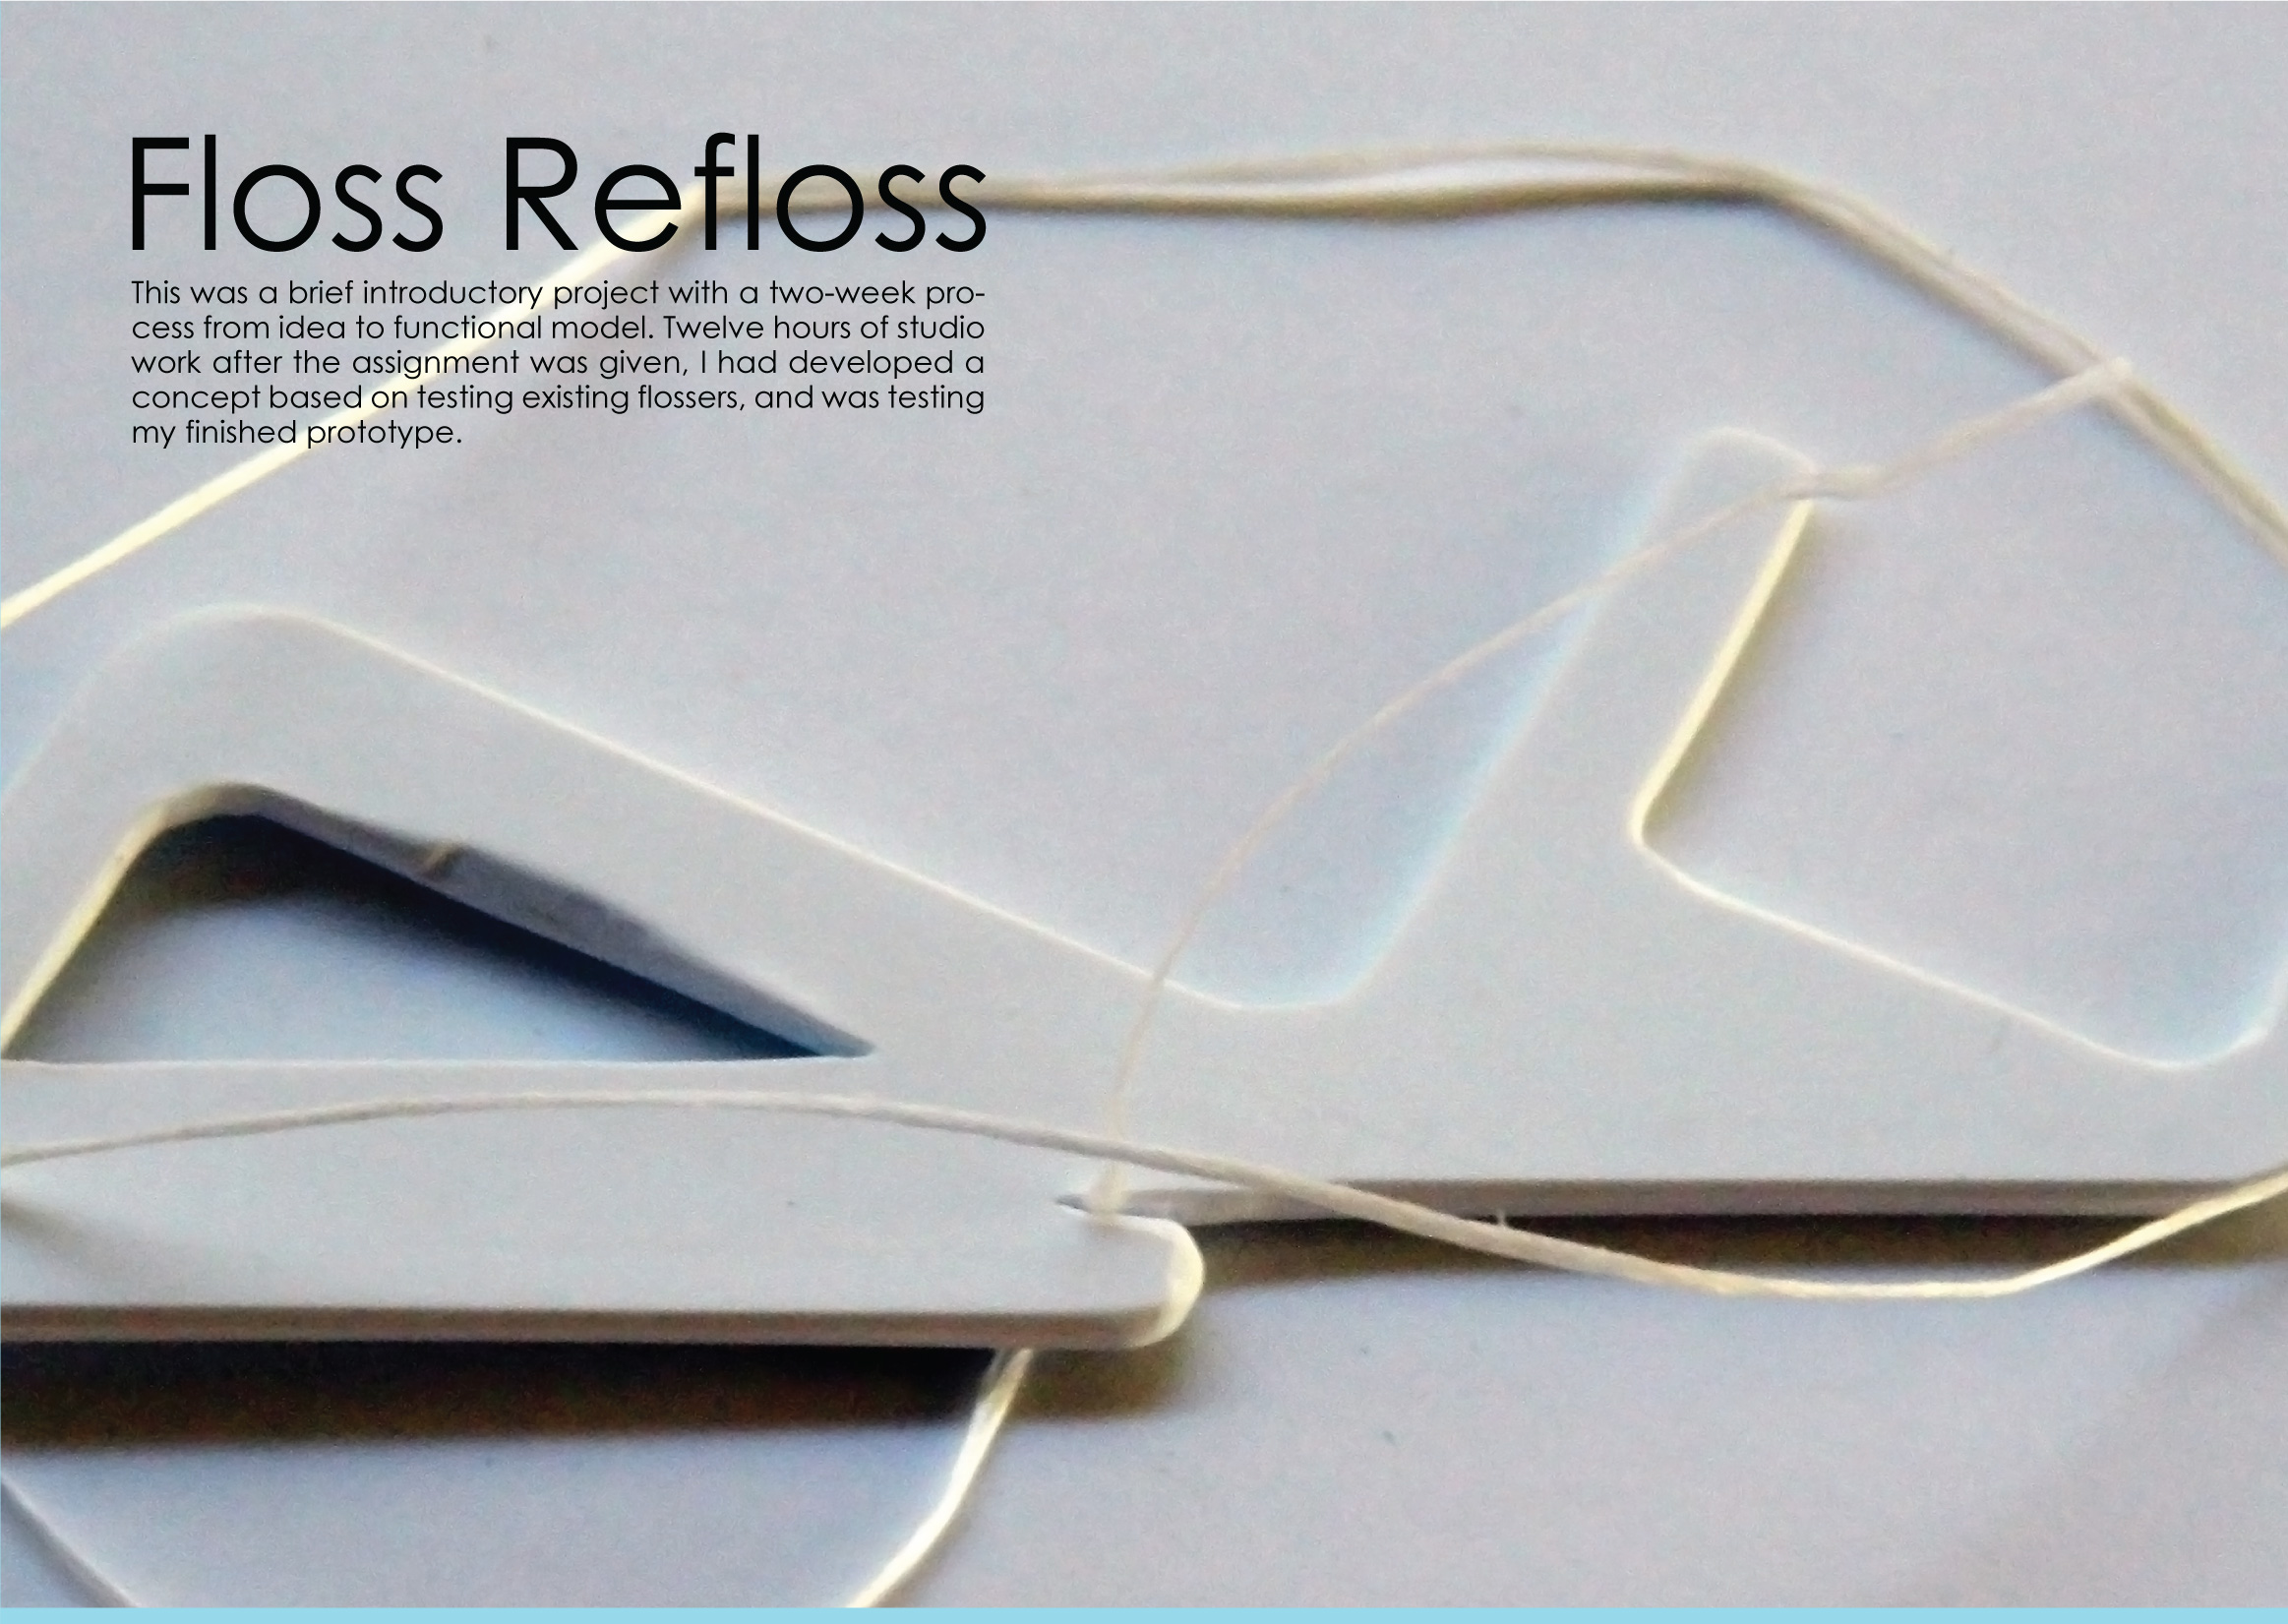 Floss Refloss
This was a brief introductory project with a two-week pro-
cess from idea to functional model. Twelve hours of studio
work after the assignment was given, I had developed a
concept based on testing existing flossers, and was testing
my finished prototype.